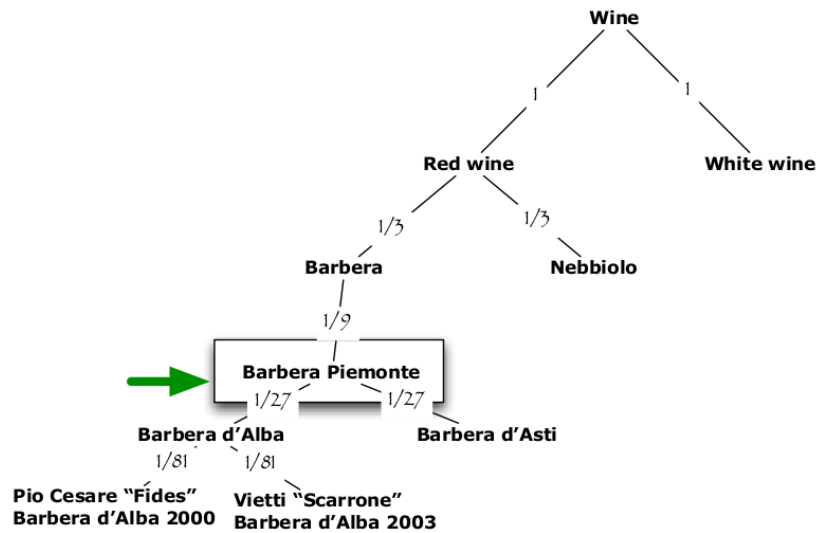 Wine
1
1
Red wine
White wine
1/3
1/3
Barbera
Nebbiolo
1/9
Barbera Piemonte
1/27
1/27
Barbera d’Alba
Barbera d’Asti
1/81
1/81
Pio Cesare “Fides”
Barbera d’Alba 2000
Vietti “Scarrone”
Barbera d’Alba 2003